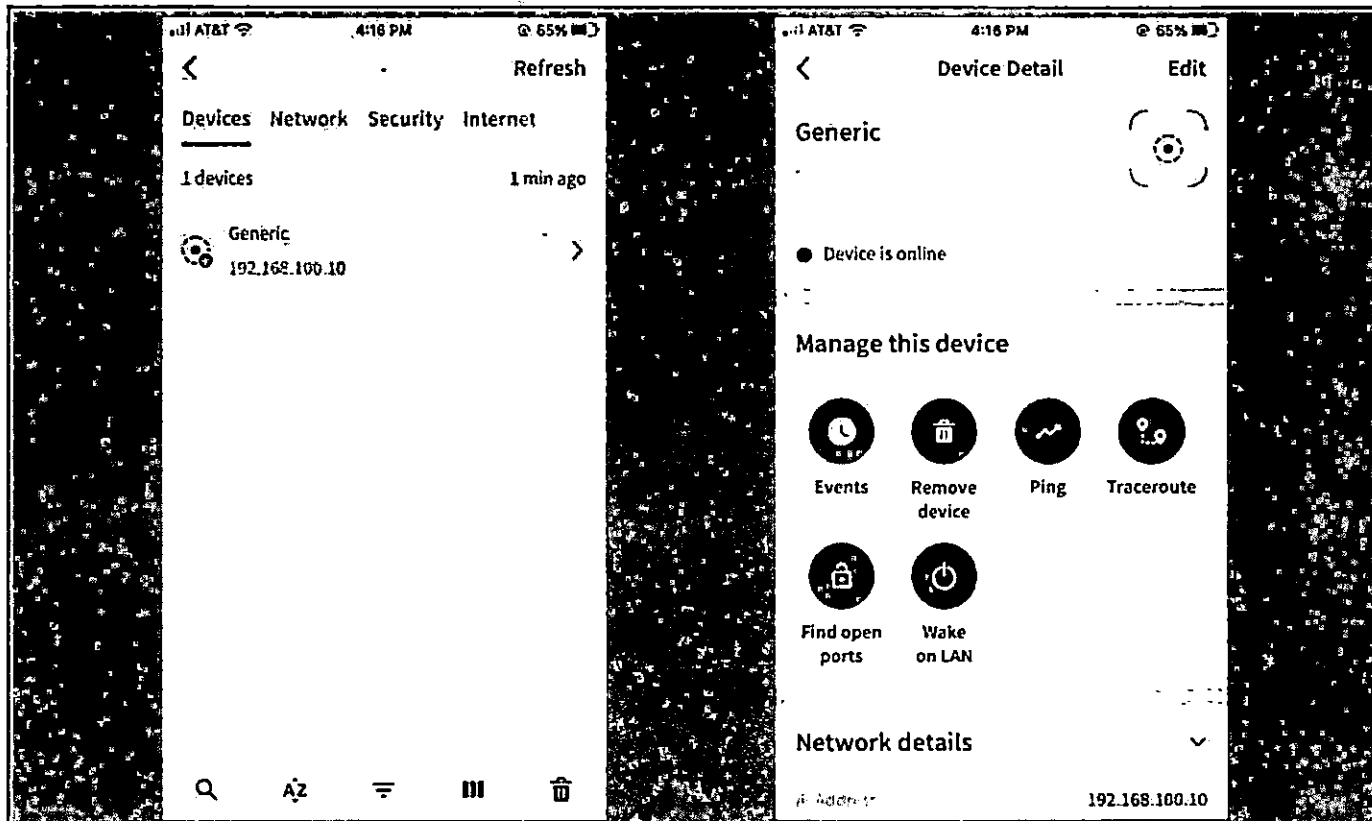 AT&T 4:16 PM @ 65%
Refresh
Devices Network Security Internet
1 devices 1 min ago
Generic
192.168.100.10
AZ
AT&T 4:16 PM @ 65%
Device Detail Edit
Generic
Device is online
Manage this device
Events Remove device Ping Traceroute
Find open ports Wake on LAN
Network details
Address 192.168.100.10